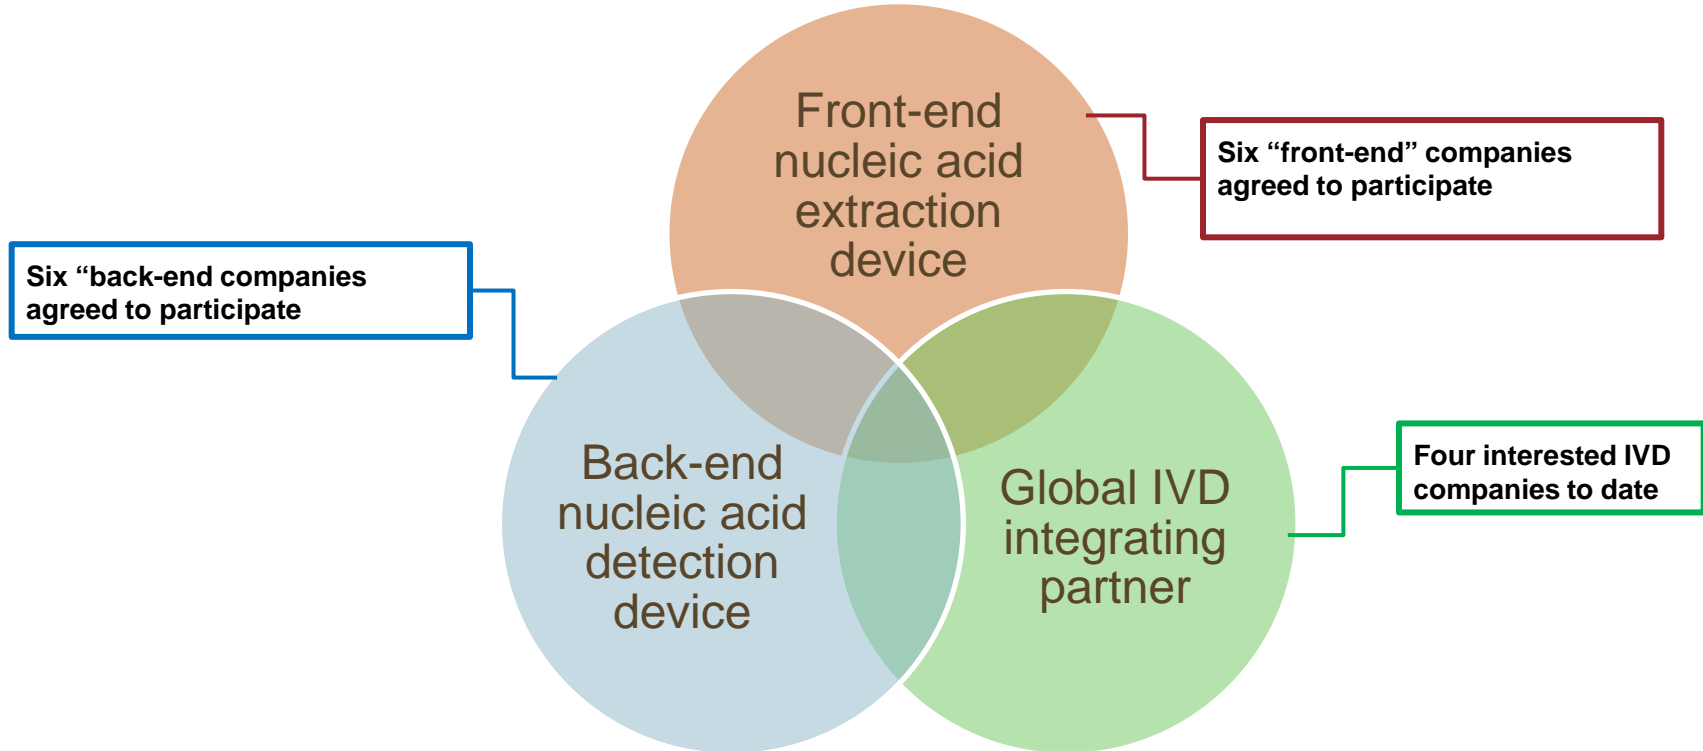 Front-end
nucleic acid
extraction
device
Six “front-end” companies
agreed to participate
Six “back-end companies
agreed to participate
Back-end
nucleic acid
detection
device
Global IVD
integrating
partner
Four interested IVD
companies to date